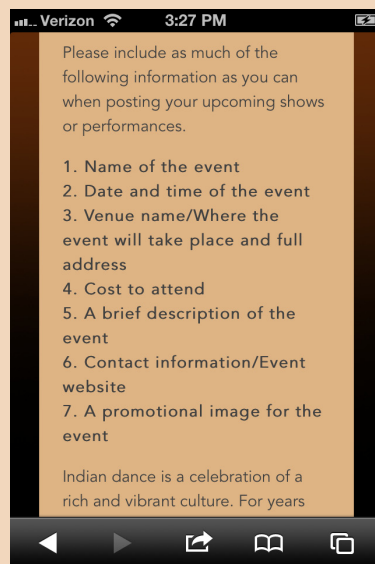 Verizon 3:27 PM
Please include as much of the
following information as you can
when posting your upcoming shows
or performances.
1. Name of the event
2. Date and time of the event
3. Venue name/Where the
event will take place and full
address
4. Cost to attend
5. A brief description of the
event
6. Contact information/Event
website
7. A promotional image for the
event
Indian dance is a celebration of a
rich and vibrant culture. For years